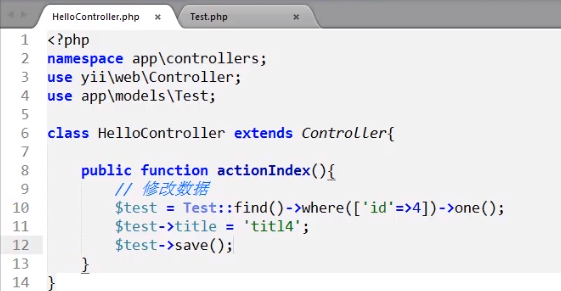 HelloController.php × Test.php ×
1 <?php
2 namespace app\controllers;
3 use yii\web\Controller;
4 use app\models\Test;
5
6 class HelloController extends Controller{
7
8 public function actionIndex(){
9 // 修改数据
10 $test = Test::find()->where(['id'=>4])->one();
11 $test->title = 'titl4';
12 $test->save();
13 }
14 }